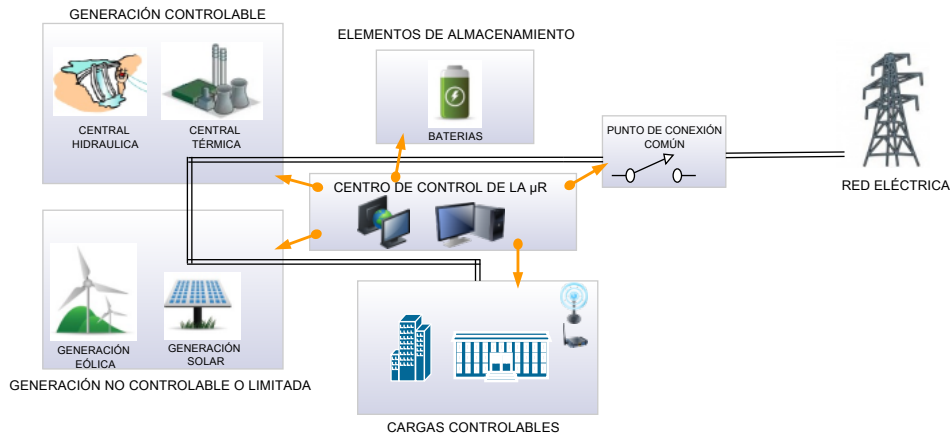 GENERACIÓN CONTROLABLE
CENTRAL
HIDRAULICA
CENTRAL
TÉRMICA
ELEMENTOS DE ALMACENAMIENTO
BATERIAS
PUNTO DE CONEXIÓN
COMÚN
RED ELÉCTRICA
CENTRO DE CONTROL DE LA µR
GENERACIÓN
EÓLICA
GENERACIÓN
SOLAR
GENERACIÓN NO CONTROLABLE O LIMITADA
CARGAS CONTROLABLES